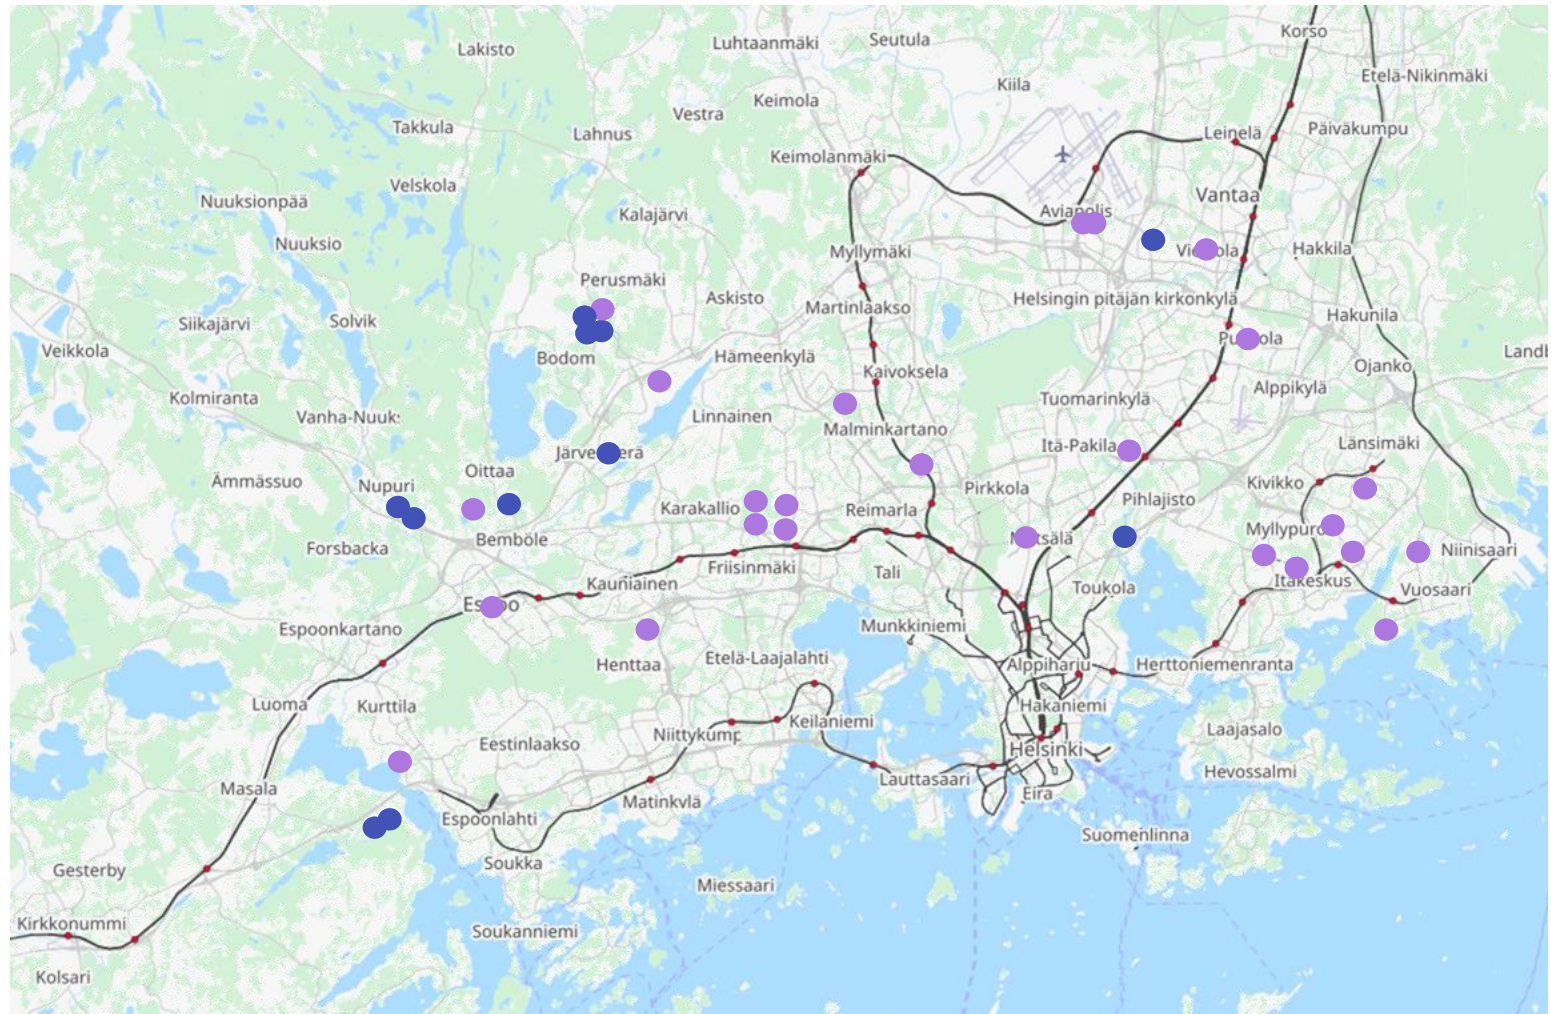 Korso
Lakisto
Luhtaanmäki
Seutula
Etelä-Nikinmäki
Kiila
Keimola
Vestra
Takkula
Lahnus
Leinelä
Päiväkumpu
Keimolanmäki
Velskola
Vantaa
Nuuksionpää
Kalajärvi
Aviapolis
Nuuksio
Myllymäki
Hakkila
Perusmäki
Askisto
Helsingin pitäjän kirkonkylä
Martinlaakso
Siikajärvi
Solvik
Hakunila
Veikkola
Bodom
Hämeenkylä
Ojanko
Kaivoksela
Alppikylä
Kolmiranta
Tuomarinkylä
Vanha-Nuuks
Linnainen
Malminkartano
Länsimäki
Itä-Pakila
Oittaa
Ämmässuo
Nupuri
Kivikko
Pirkkola
Pihlajisto
Karakallio
Reimarla
Forsbacka
Bemböle
Niinisaari
Friisinmäki
Tali
Itäkeskus
Kauniainen
Toukola
Vuosaari
Espoonkartano
Munkkiniemi
Henttaa
Etelä-Laajalahti
Alppiharju
Herttoniemenranta
Luoma
Kurttila
Hakaniemi
Keilaniemi
Laajasalo
Niittykump
Eestinlaakso
Helsinki
Hevossalmi
Lauttasaari
Masala
Eira
Matinkylä
Espoonlahti
Suomenlinna
Soukka
Gesterby
Miessaari
Kirkkonummi
Soukanniemi
Kolsari